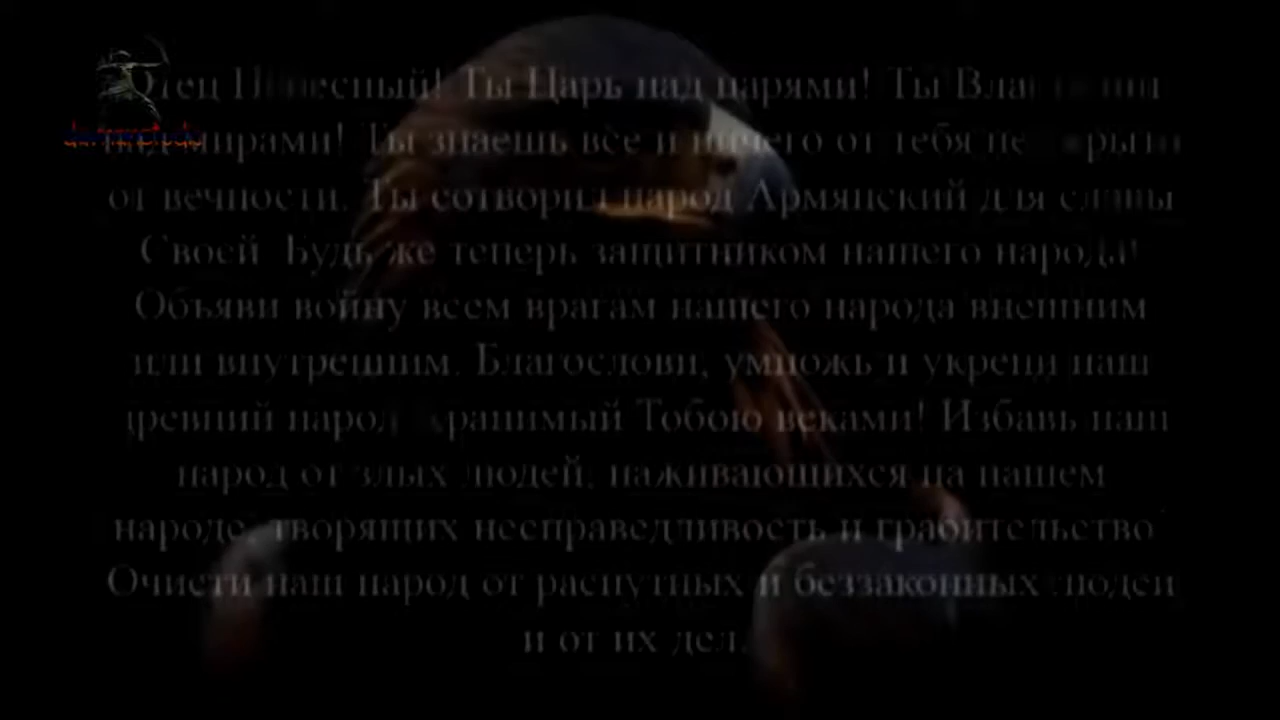 Отец Небесный! Ты Царь над царями! Ты
над мирами! Ты знаешь всё и ничего от тебя не
от вечности. Ты сотворил народ Армянский для славы
Своей Будь же теперь защитником нашего народа!
Объяви войну всем врагам нашего народа внешним
или внутренним. Благослови, умножь и укрепи наш
древний народ хранимый Тобою веками! Избавь наш
народ от злых людей, наживающихся на нашем
народе, творящих несправедливость и грабительство
Очисти наш народ от распутных и беззаконных людей
и от их дел.